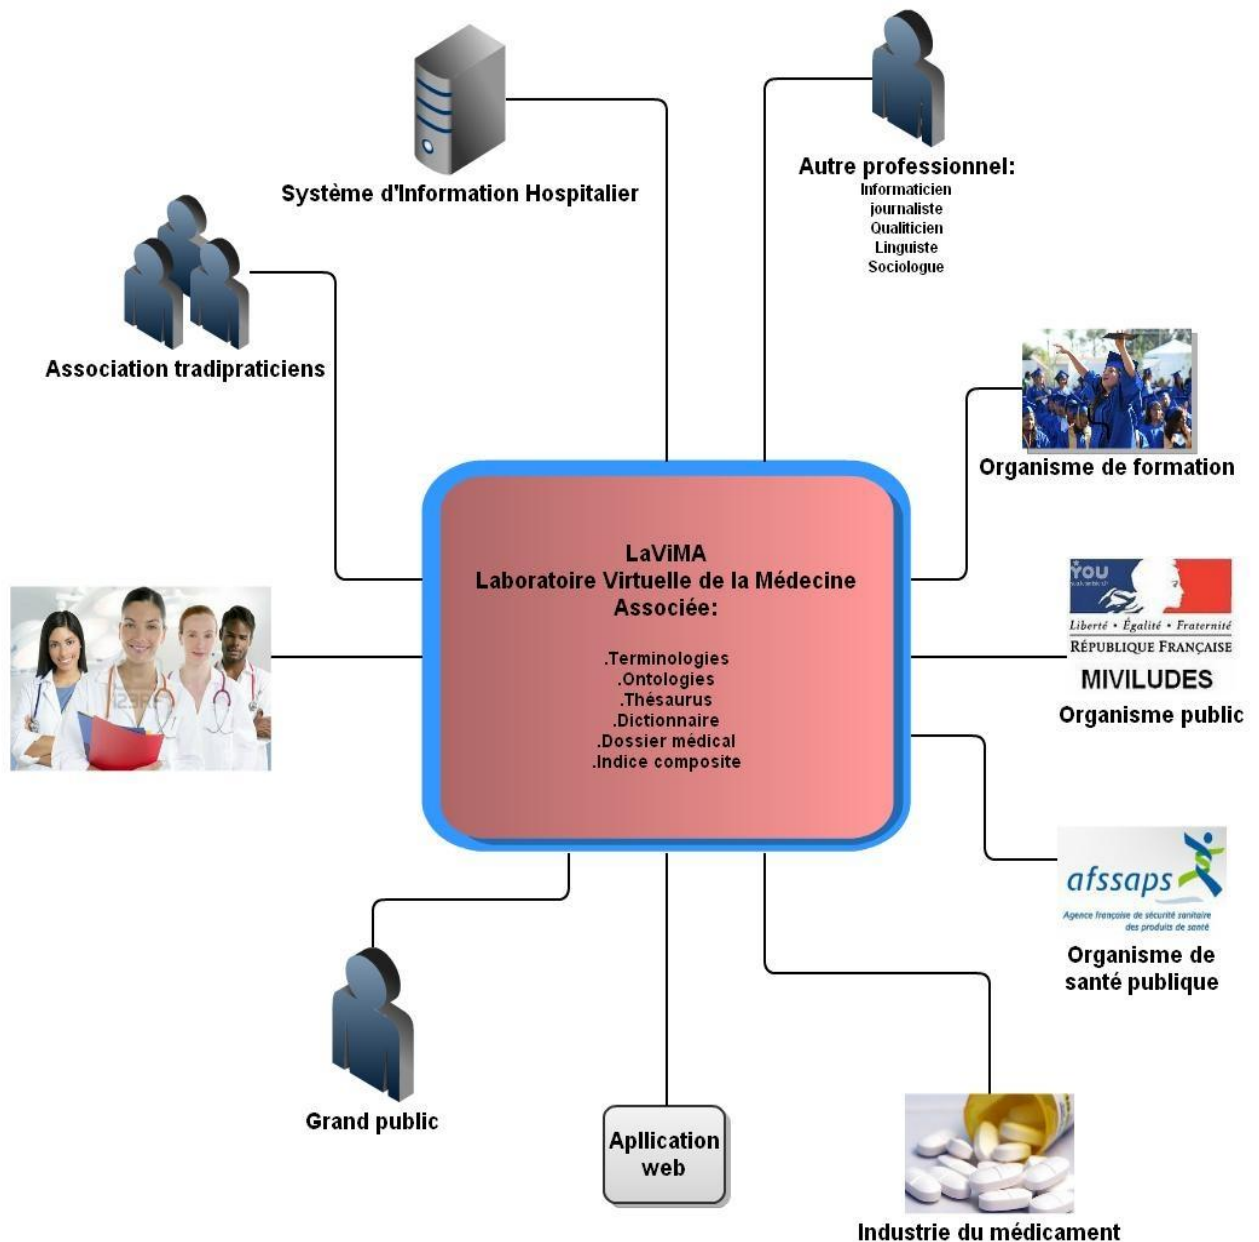 Système d'Information Hospitalier
Autre professionnel:
Informaticien
journaliste
Qualiticien
Linguiste
Sociologue
Association tradipraticiens
Organisme de formation
LaViMA
Laboratoire Virtuelle de la Médecine
Associée:
.Terminologies
.Ontologies
.Thésaurus
.Dictionnaire
.Dossier médical
.Indice composite
YOU
Liberté • Égalité • Fraternité
RÉPUBLIQUE FRANÇAISE
MIVILUDES
Organisme public
123RF
afssaps
Agence française de sécurité sanitaire
des produits de santé
Organisme de
santé publique
Grand public
Apllication
web
Industrie du médicament